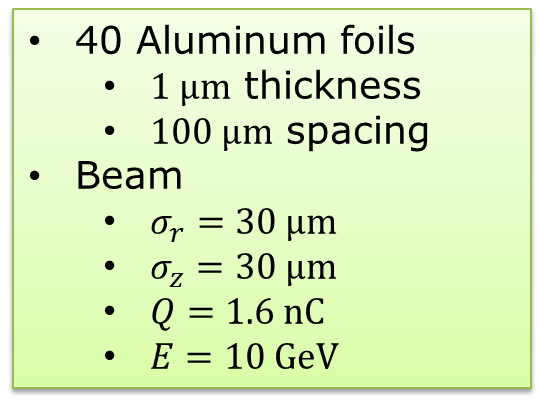 • 40 Aluminum foils
• 1 μm thickness
• 100 μm spacing
• Beam
• σᵣ = 30 μm
• σ_z = 30 μm
• Q = 1.6 nC
• E = 10 GeV